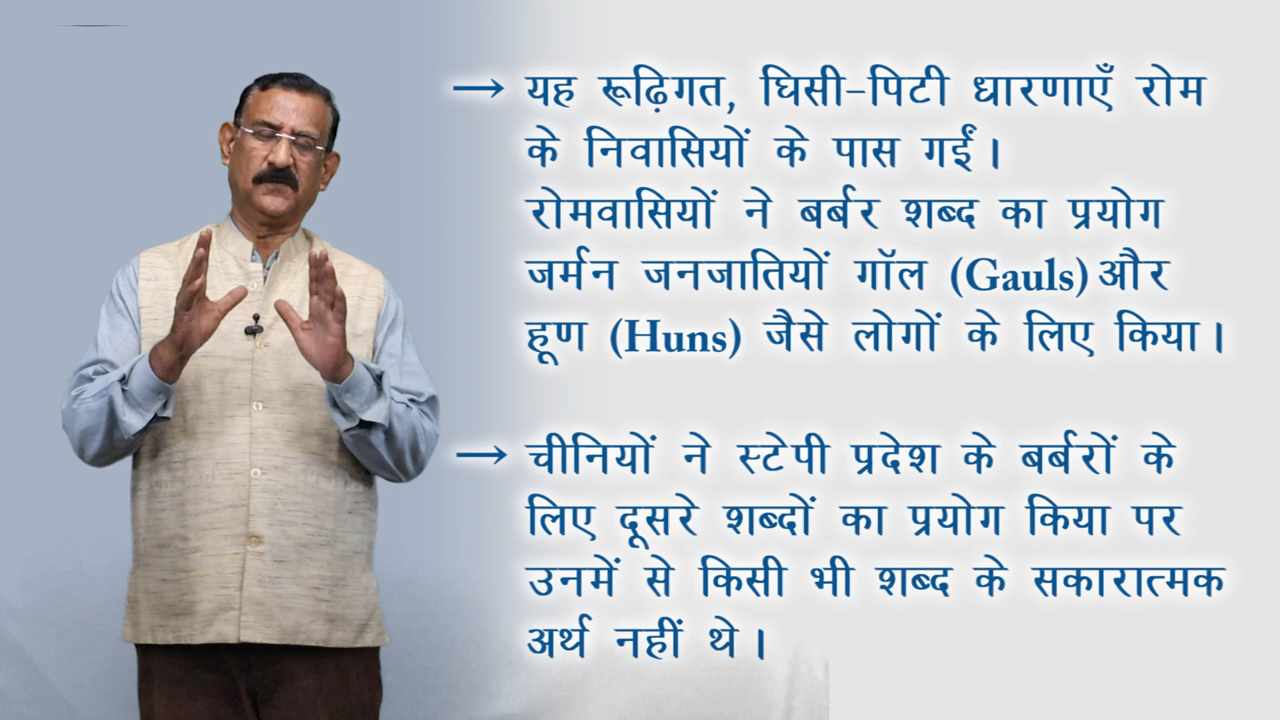 → यह रूढ़िगत, घिसी-पिटी धारणाएँ रोम
के निवासियों के पास गईं।
रोमवासियों ने बर्बर शब्द का प्रयोग
जर्मन जनजातियों गॉल (Gauls) और
हूण (Huns) जैसे लोगों के लिए किया।
→ चीनियों ने स्टेपी प्रदेश के बर्बरों के
लिए दूसरे शब्दों का प्रयोग किया पर
उनमें से किसी भी शब्द के सकारात्मक
अर्थ नहीं थे।